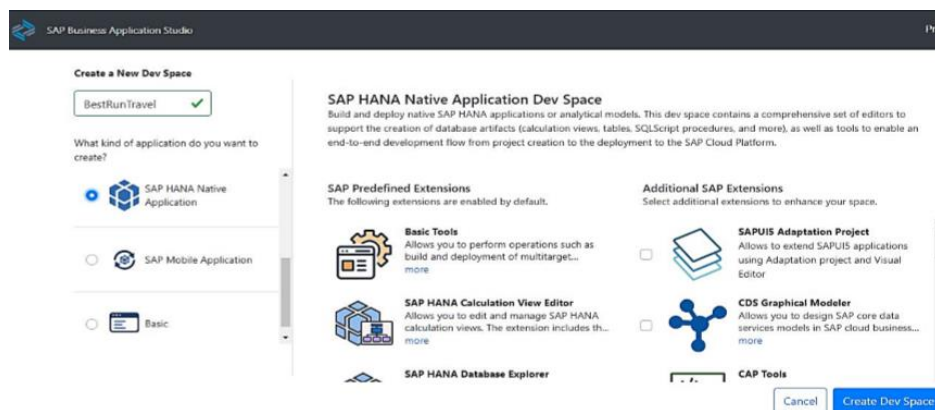 SAP Business Application Studio
Create a New Dev Space
BestRunTravel
What kind of application do you want to
create?
SAP HANA Native
Application
SAP Mobile Application
Basic
SAP HANA Native Application Dev Space
Build and deploy native SAP HANA applications or analytical models. This dev space contains a comprehensive set of editors to
support the creation of database artifacts (calculation views, tables, SQLScript procedures, and more), as well as tools to enable an
end-to-end development flow from project creation to the deployment to the SAP Cloud Platform.
SAP Predefined Extensions
The following extensions are enabled by default.
Basic Tools
Allows you to perform operations such as
build and deployment of multitarget...
more
SAP HANA Calculation View Editor
Allows you to edit and manage SAP HANA
calculation views. The extension includes th...
more
SAP HANA Database Explorer
Additional SAP Extensions
Select additional extensions to enhance your space.
SAPUI5 Adaptation Project
Allows to extend SAPUI5 applications
using Adaptation project and Visual
Editor
CDS Graphical Modeler
Allows you to design SAP core data
services models in SAP cloud business...
more
CAP Tools
Cancel
Create Dev Space